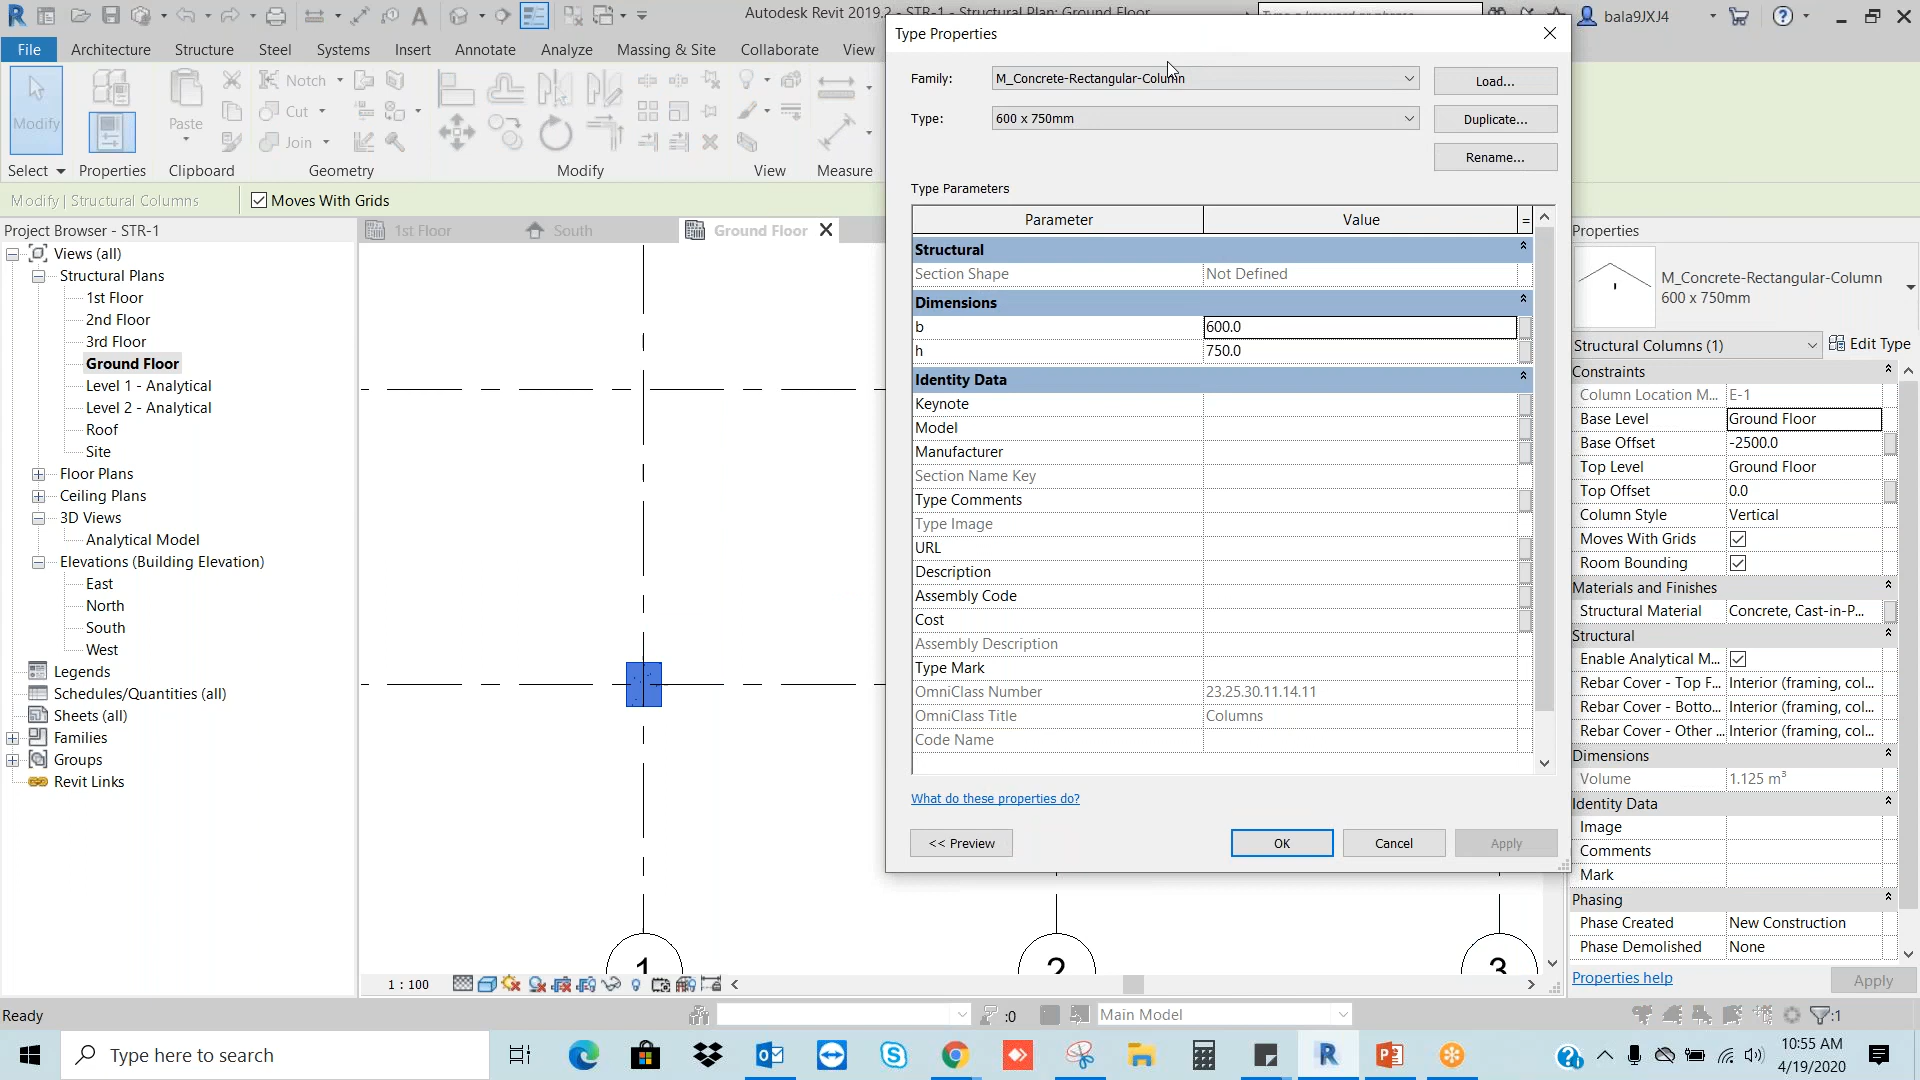 Autodesk Revit 2019.2 - STR-1 - Structural Plan: Ground Floor
bala9JXJ4
File Architecture Structure Steel Systems Insert Annotate Analyze Massing & Site Collaborate View
Modify
Paste
Notch
Cut
Join
Select Properties Clipboard Geometry Modify View Measure
Modify | Structural Columns
Moves With Grids
Project Browser - STR-1
Views (all)
Structural Plans
1st Floor
2nd Floor
3rd Floor
Ground Floor
Level 1 - Analytical
Level 2 - Analytical
Roof
Site
Floor Plans
Ceiling Plans
3D Views
Analytical Model
Elevations (Building Elevation)
East
North
South
West
Legends
Schedules/Quantities (all)
Sheets (all)
Families
Groups
Revit Links
1st Floor
South
Ground Floor
1
2
3
1 : 100
Type Properties
Family: M_Concrete-Rectangular-Column Load...
Type: 600 x 750mm Duplicate...
Rename...
Type Parameters
Parameter Value =
Structural
Section Shape Not Defined
Dimensions
b 600.0
h 750.0
Identity Data
Keynote
Model
Manufacturer
Section Name Key
Type Comments
Type Image
URL
Description
Assembly Code
Cost
Assembly Description
Type Mark
OmniClass Number 23.25.30.11.14.11
OmniClass Title Columns
Code Name
What do these properties do?
<< Preview OK Cancel Apply
Properties
M_Concrete-Rectangular-Column
600 x 750mm
Structural Columns (1) Edit Type
Constraints
Column Location M... E-1
Base Level Ground Floor
Base Offset -2500.0
Top Level Ground Floor
Top Offset 0.0
Column Style Vertical
Moves With Grids
Room Bounding
Materials and Finishes
Structural Material Concrete, Cast-in-P...
Structural
Enable Analytical M...
Rebar Cover - Top F... Interior (framing, col...
Rebar Cover - Botto... Interior (framing, col...
Rebar Cover - Other ... Interior (framing, col...
Dimensions
Volume 1.125 m³
Identity Data
Image
Comments
Mark
Phasing
Phase Created New Construction
Phase Demolished None
Properties help Apply
Ready
:0
Main Model
:1
Type here to search
10:55 AM
4/19/2020